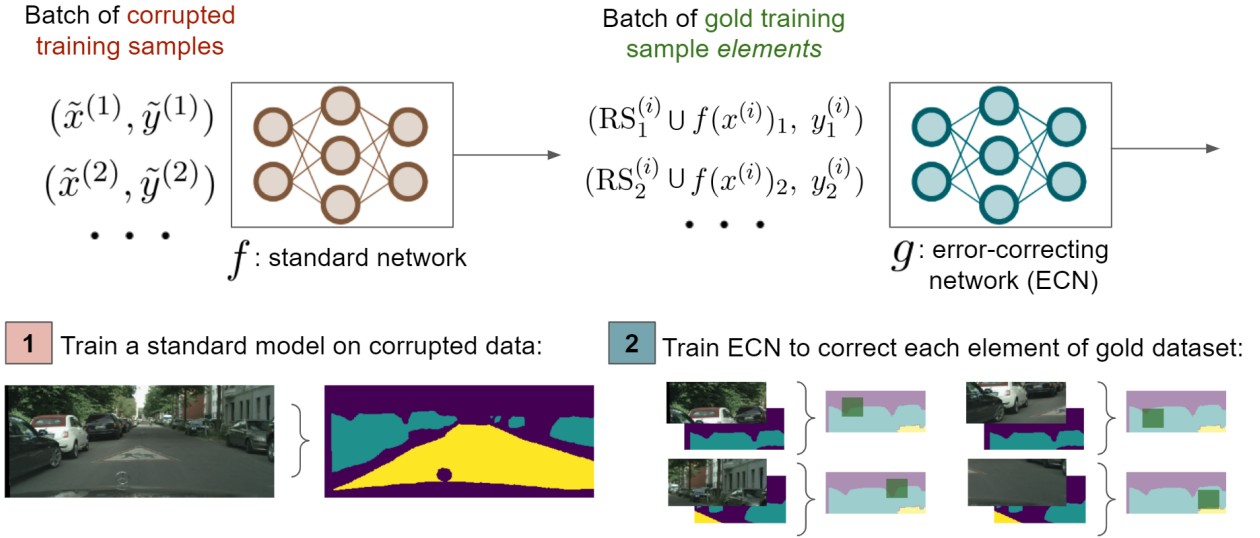 Batch of corrupted
training samples
(x̃^(1), ỹ^(1))
(x̃^(2), ỹ^(2))
• • •
f : standard network
Batch of gold training
sample elements
(RS₁^(i) ∪ f(x^(i))₁, y₁^(i))
(RS₂^(i) ∪ f(x^(i))₂, y₂^(i))
• • •
g : error-correcting
network (ECN)
1 Train a standard model on corrupted data:
2 Train ECN to correct each element of gold dataset: